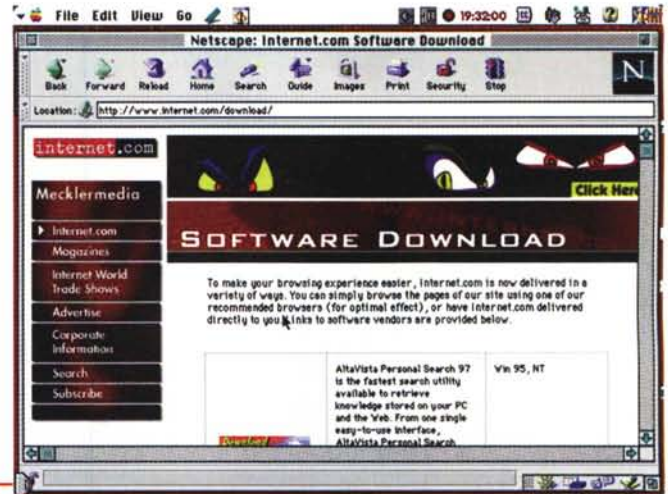 File Edit View Go
19:32:00
Netscape: Internet.com Software Download
Back Forward Reload Home Search Guide Images Print Security Stop
N
Location: http://www.internet.com/download/
internet.com
Mecklermedia
Internet.com
Magazines
Internet World
Trade Shows
Advertise
Corporate
Information
Search
Subscribe
Click Here
SOFTWARE DOWNLOAD
To make your browsing experience easier, Internet.com is now delivered in a
variety of ways. You can simply browse the pages of our site using one of our
recommended browsers (for optimal effect), or have Internet.com delivered
directly to you. Links to software vendors are provided below.
AltaVista Personal Search 97
is the fastest search utility
available to retrieve
knowledge stored on your PC
and the Web. From one single
easy-to-use interface,
AltaVista Personal Search
Win 95, NT
Download